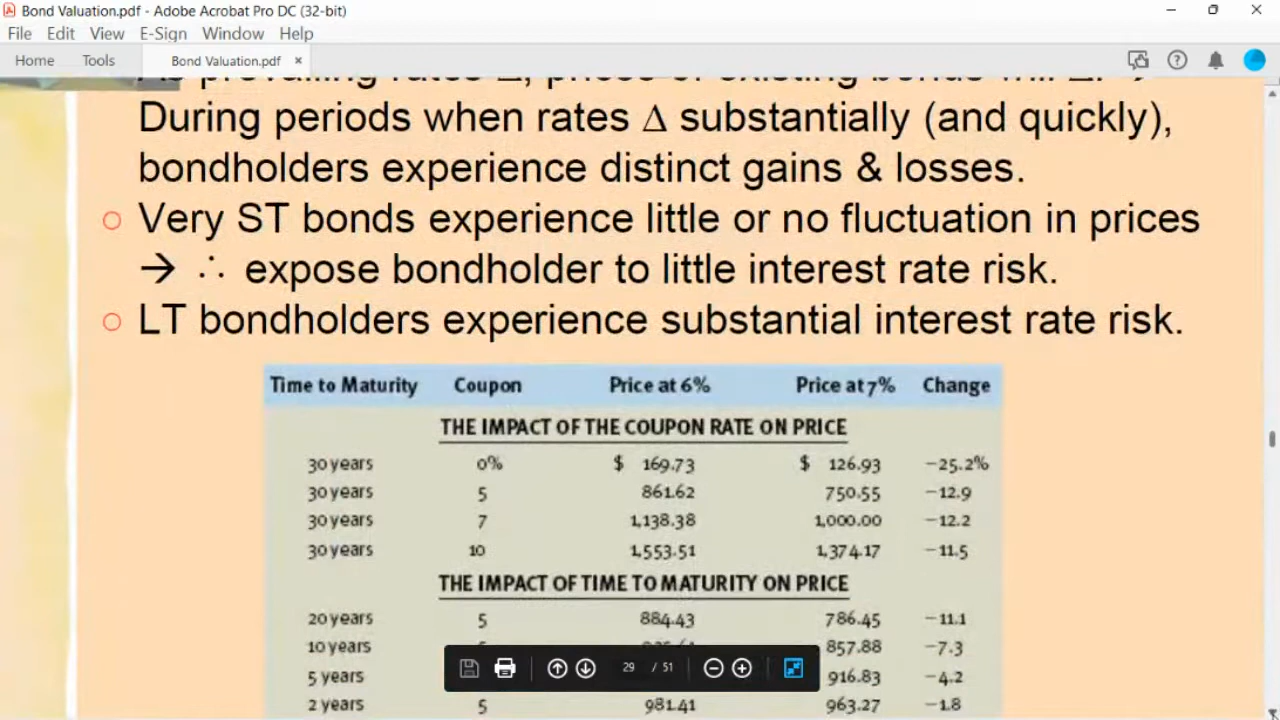 Bond Valuation.pdf - Adobe Acrobat Pro DC (32-bit)
File Edit View E-Sign Window Help
Home Tools Bond Valuation.pdf ×
During periods when rates Δ substantially (and quickly),
bondholders experience distinct gains & losses.
○ Very ST bonds experience little or no fluctuation in prices
→ ∴ expose bondholder to little interest rate risk.
○ LT bondholders experience substantial interest rate risk.
Time to Maturity Coupon Price at 6% Price at 7% Change
THE IMPACT OF THE COUPON RATE ON PRICE
30 years 0% $ 169.73 $ 126.93 −25.2%
30 years 5 861.62 750.55 −12.9
30 years 7 1,138.38 1,000.00 −12.2
30 years 10 1,553.51 1,374.17 −11.5
THE IMPACT OF TIME TO MATURITY ON PRICE
20 years 5 884.43 786.45 −11.1
10 years 857.88 −7.3
5 years 916.83 −4.2
2 years 5 981.41 963.27 −1.8
29 / 51